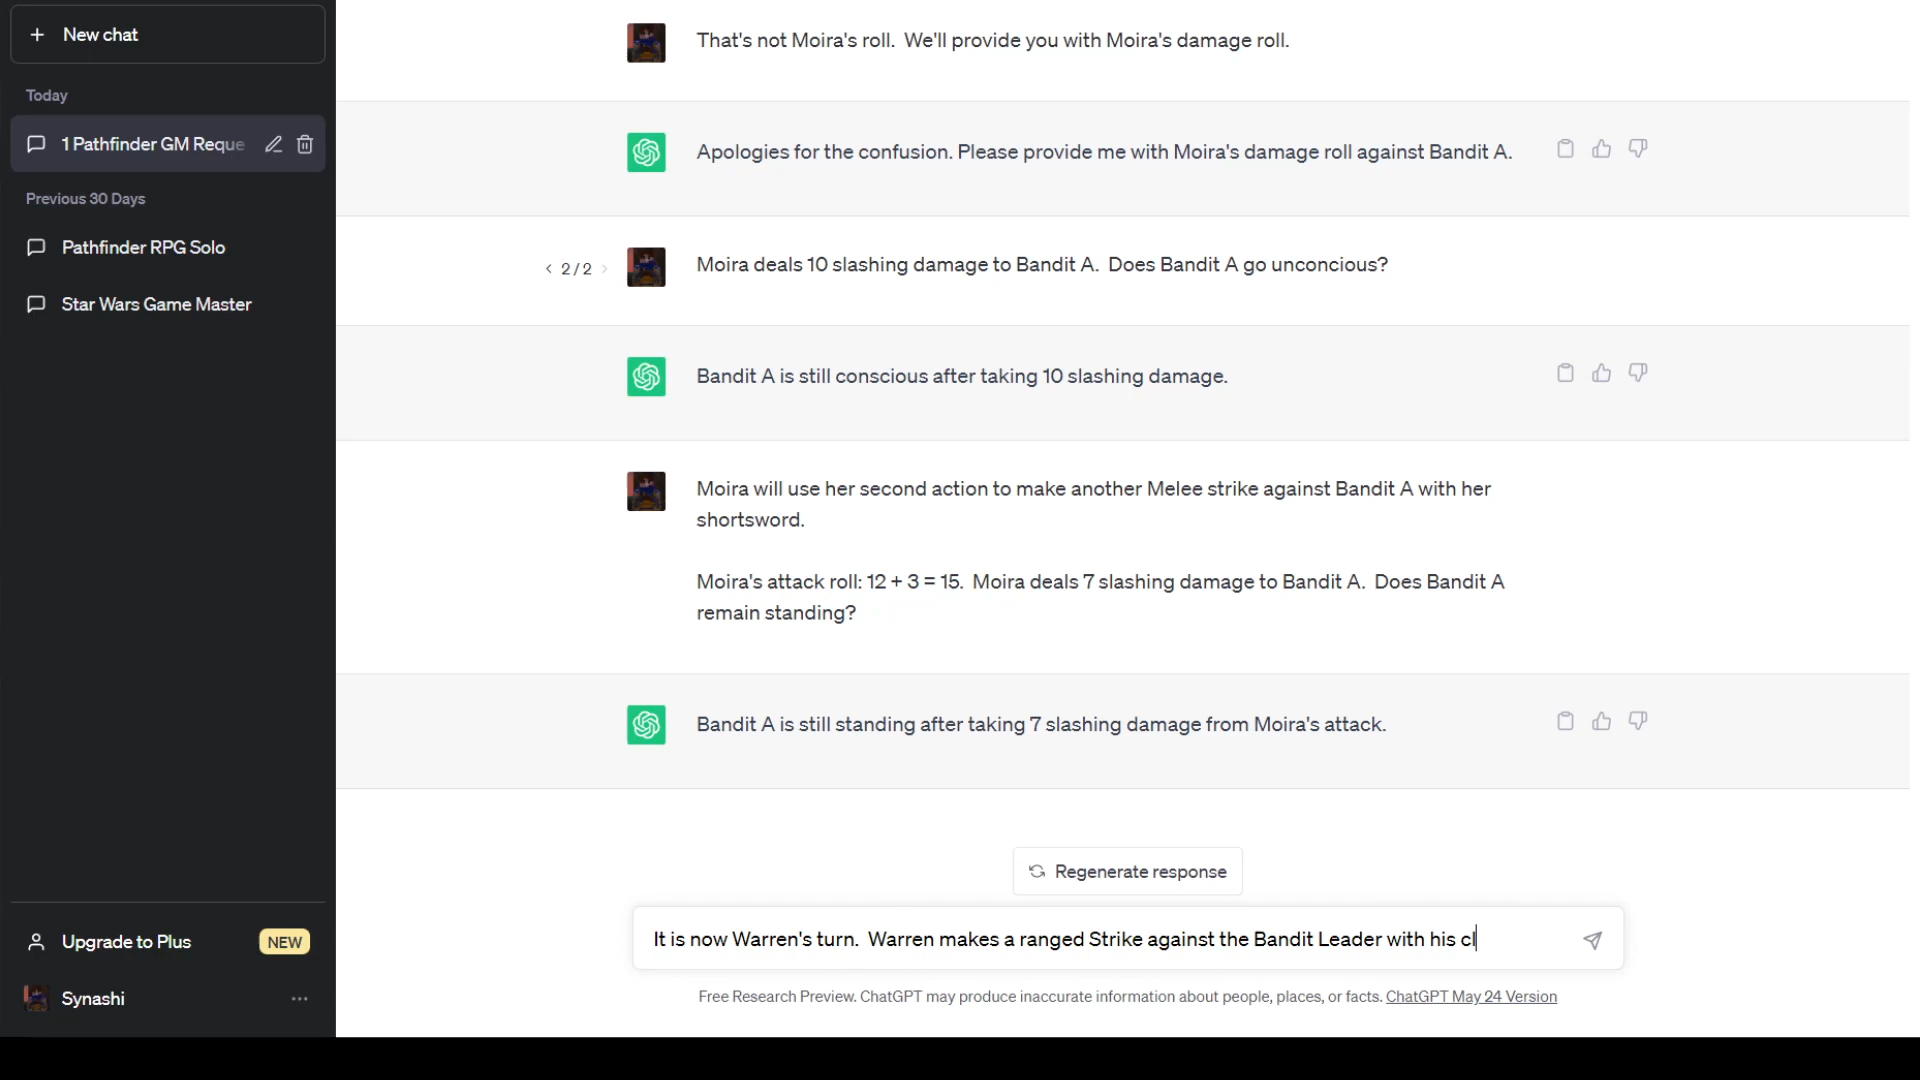 New chat
Today
1 Pathfinder GM Reque
Previous 30 Days
Pathfinder RPG Solo
Star Wars Game Master
Upgrade to Plus NEW
Synashi
That's not Moira's roll. We'll provide you with Moira's damage roll.
Apologies for the confusion. Please provide me with Moira's damage roll against Bandit A.
2 / 2
Moira deals 10 slashing damage to Bandit A. Does Bandit A go unconcious?
Bandit A is still conscious after taking 10 slashing damage.
Moira will use her second action to make another Melee strike against Bandit A with her
shortsword.
Moira's attack roll: 12 + 3 = 15. Moira deals 7 slashing damage to Bandit A. Does Bandit A
remain standing?
Bandit A is still standing after taking 7 slashing damage from Moira's attack.
Regenerate response
It is now Warren's turn. Warren makes a ranged Strike against the Bandit Leader with his cl
Free Research Preview. ChatGPT may produce inaccurate information about people, places, or facts. ChatGPT May 24 Version